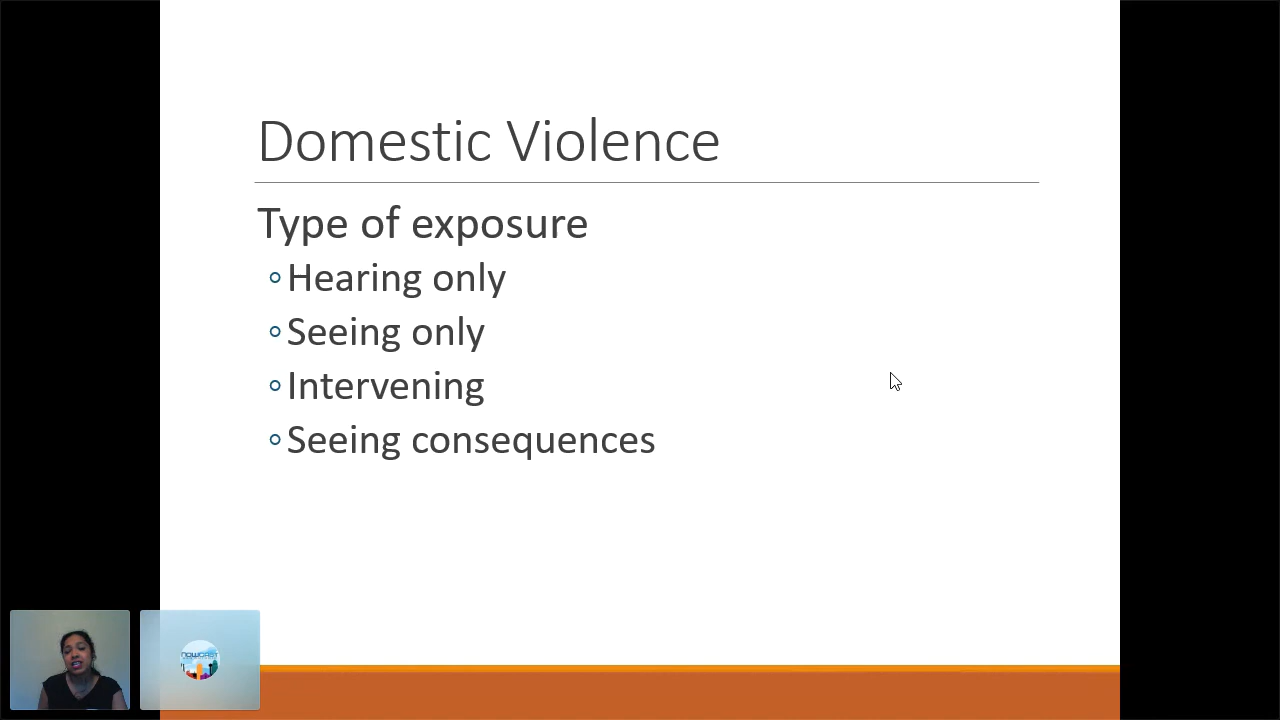 Domestic Violence
Type of exposure
◦Hearing only
◦Seeing only
◦Intervening
◦Seeing consequences